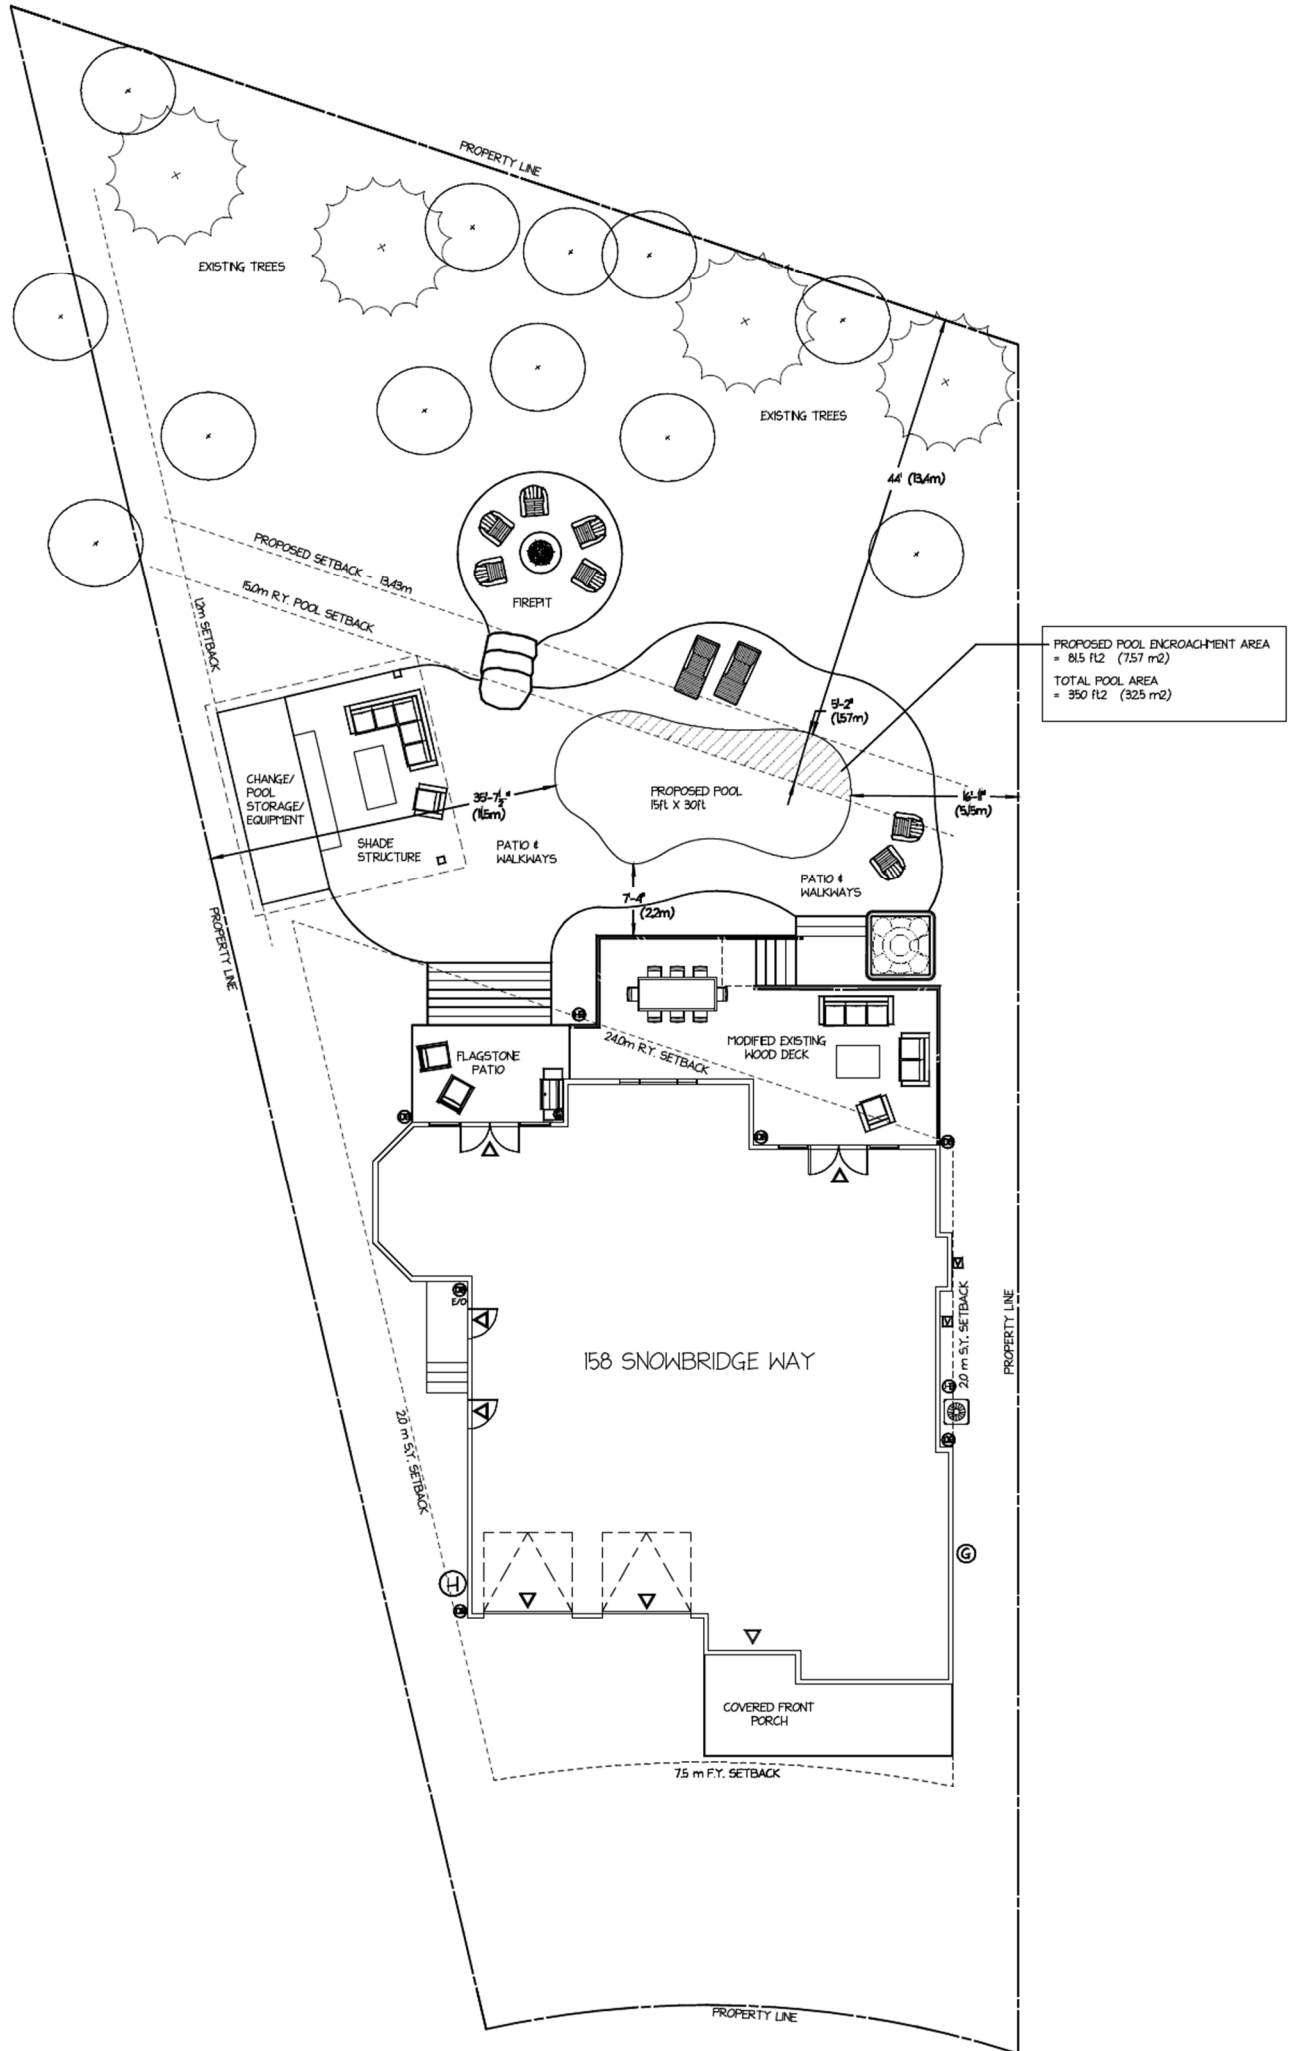 PROPERTY LINE
EXISTING TREES
EXISTING TREES
44' (13.4m)
PROPOSED SETBACK - 13.43m
15.0m R.Y. POOL SETBACK
1.2m SETBACK
FIREPIT
PROPOSED POOL ENCROACHMENT AREA
= 81.5 ft2 (7.57 m2)
TOTAL POOL AREA
= 350 ft2 (32.5 m2)
5'-2"
(1.57m)
CHANGE/
POOL
STORAGE/
EQUIPMENT
SHADE
STRUCTURE
35'-7 1/2"
(11.5m)
PROPOSED POOL
15ft X 30ft
16'-11"
(5.15m)
PATIO &
WALKWAYS
PATIO &
WALKWAYS
7'-4"
(2.2m)
PROPERTY LINE
24.0m R.Y. SETBACK
MODIFED EXISTING
WOOD DECK
FLAGSTONE
PATIO
E/O
158 SNOWBRIDGE WAY
2.0 m S.Y. SETBACK
PROPERTY LINE
2.0 m S.Y. SETBACK
H
G
COVERED FRONT
PORCH
7.5 m F.Y. SETBACK
PROPERTY LINE